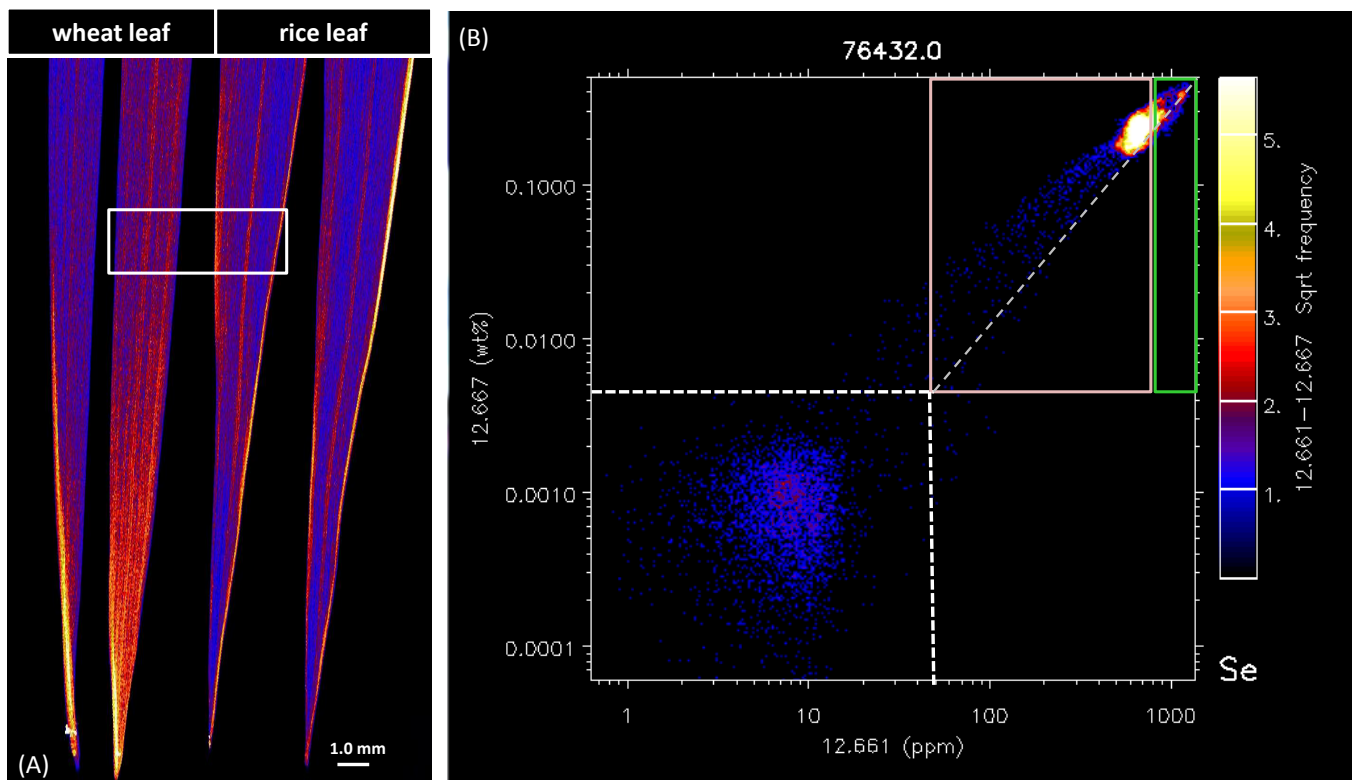 wheat leaf
rice leaf
(A)
1.0 mm
(B)
76432.0
12.667 (wt%)
0.1000
0.0100
0.0010
0.0001
1
10
100
1000
12.661 (ppm)
Se
5.
4.
3.
2.
1.
12.661-12.667 Sqrt frequency